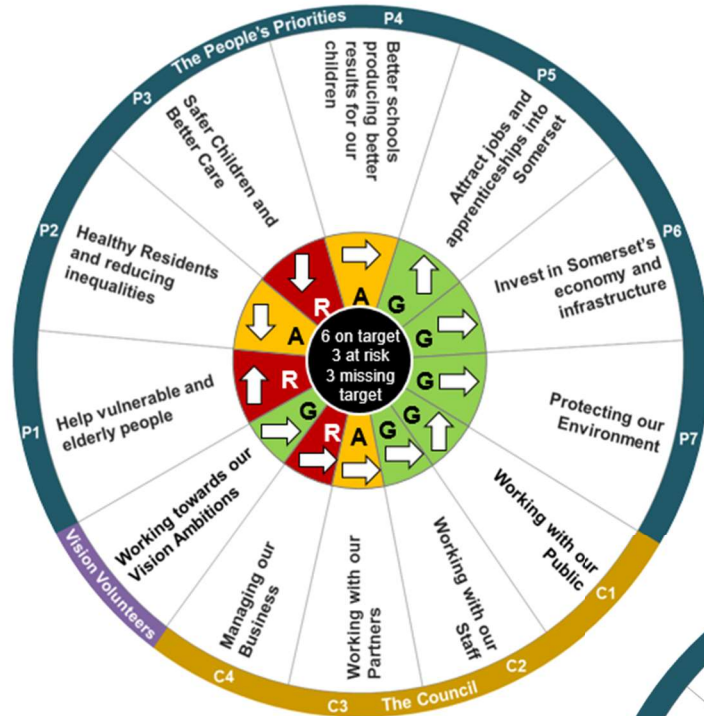 The People's Priorities
P1
Help vulnerable and
elderly people
R
P2
Healthy Residents
and reducing
inequalities
A
P3
Safer Children and
Better Care
R
P4
Better schools
producing better
results for our
children
A
P5
Attract jobs and
apprenticeships into
Somerset
G
P6
Invest in Somerset's
economy and
infrastructure
G
P7
Protecting our
Environment
G
The Council
C1
Working with our
Public
G
C2
Working with our
Staff
G
C3
Working with our
Partners
A
C4
Managing our
Business
R
Vision Volunteers
Working towards our
Vision Ambitions
G
6 on target
3 at risk
3 missing
target